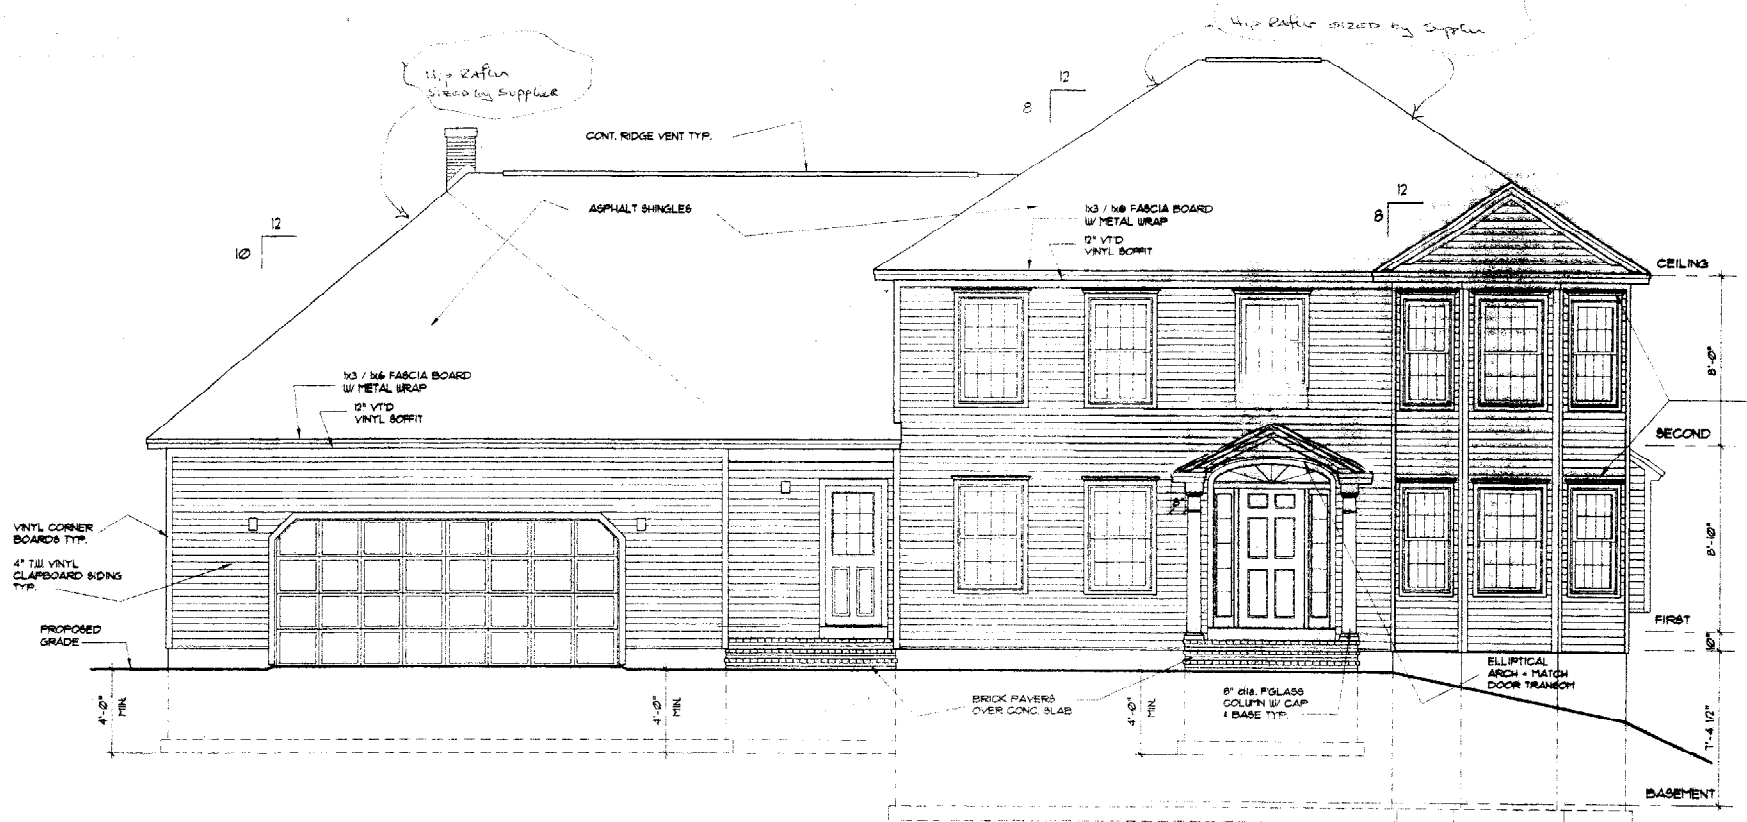 Hip Rafter sized by Supplier
Hip Rafter
sized by Supplier
12
8
CONT. RIDGE VENT TYP.
12
10
ASPHALT SHINGLES
1x3 / 1x8 FASCIA BOARD
W/ METAL WRAP
12" VT'D
VINYL SOFFIT
12
8
CEILING
8'-0"
1x3 / 1x6 FASCIA BOARD
W/ METAL WRAP
12" VT'D
VINYL SOFFIT
SECOND
VINYL CORNER
BOARDS TYP.
4" T.W. VINYL
CLAPBOARD SIDING
TYP.
8'-10"
PROPOSED
GRADE
FIRST
10"
4'-0"
MIN.
4'-0"
MIN.
BRICK PAVERS
OVER CONC. SLAB
4'-0"
MIN.
8" dia. F'GLASS
COLUMN W/ CAP
& BASE TYP.
ELLIPTICAL
ARCH - MATCH
DOOR TRANSOM
7'-4 1/2"
BASEMENT